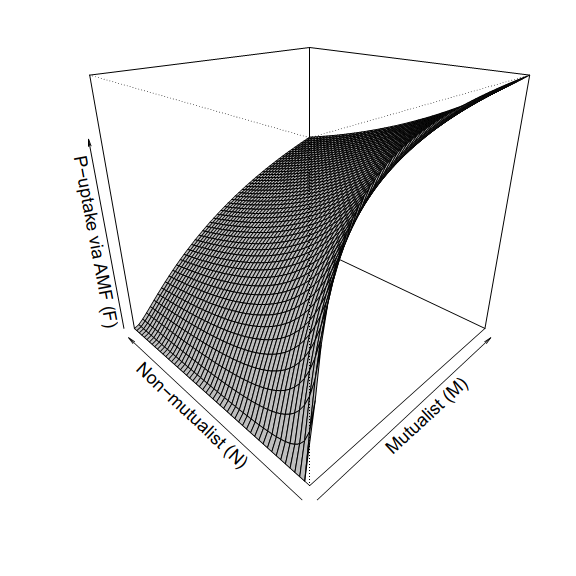 P−uptake via AMF (F)
Non−mutualist (N)
Mutualist (M)